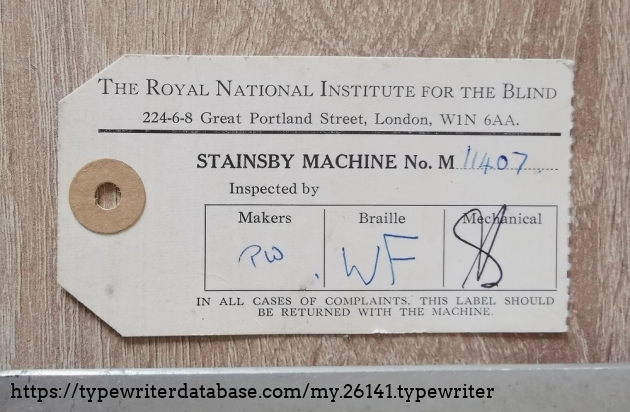 THE ROYAL NATIONAL INSTITUTE FOR THE BLIND
224-6-8 Great Portland Street, London, W1N 6AA.
STAINSBY MACHINE No. M 11407
Inspected by
Makers Braille Mechanical
PW WF
IN ALL CASES OF COMPLAINTS. THIS LABEL SHOULD
BE RETURNED WITH THE MACHINE.
https://typewriterdatabase.com/my.26141.typewriter